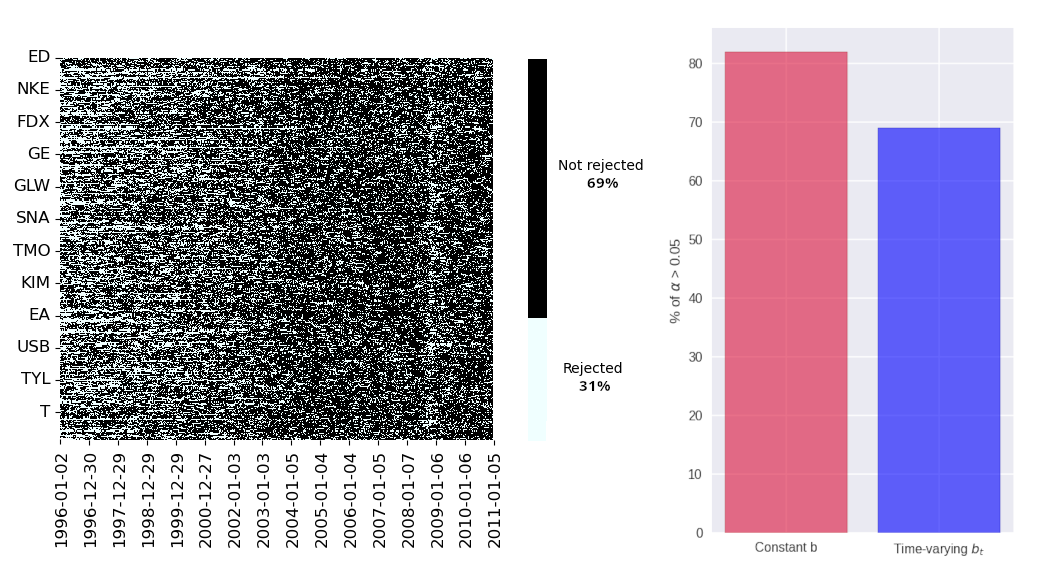 ED
NKE
FDX
GE
GLW
SNA
TMO
KIM
EA
USB
TYL
T
1996-01-02
1996-12-30
1997-12-29
1998-12-29
1999-12-29
2000-12-27
2002-01-03
2003-01-03
2004-01-05
2005-01-04
2006-01-04
2007-01-05
2008-01-07
2009-01-06
2010-01-06
2011-01-05
Not rejected
69%
Rejected
31%
% of α > 0.05
80
70
60
50
40
30
20
10
0
Constant b
Time-varying bₜ